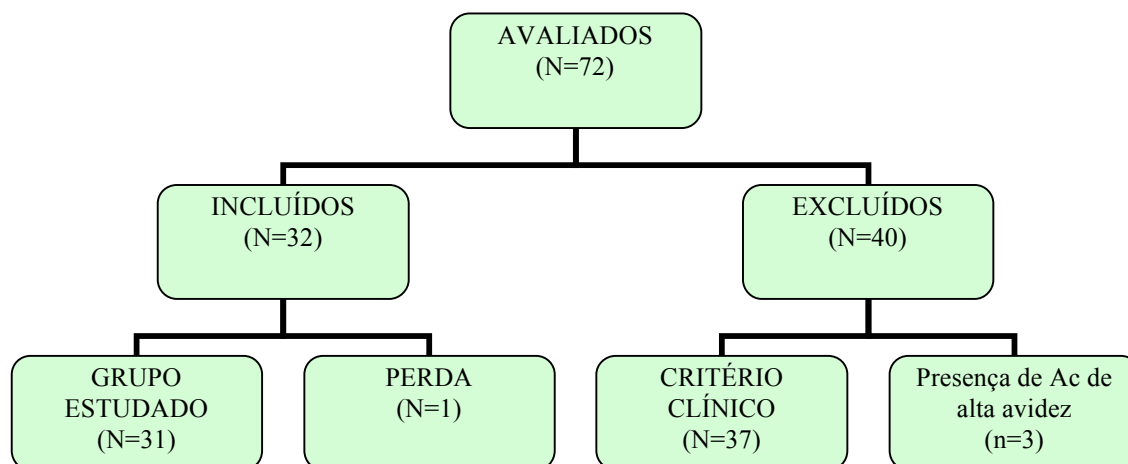 AVALIADOS
(N=72)
INCLUÍDOS
(N=32)
EXCLUÍDOS
(N=40)
GRUPO
ESTUDADO
(N=31)
PERDA
(N=1)
CRITÉRIO
CLÍNICO
(N=37)
Presença de Ac de
alta avidez
(n=3)